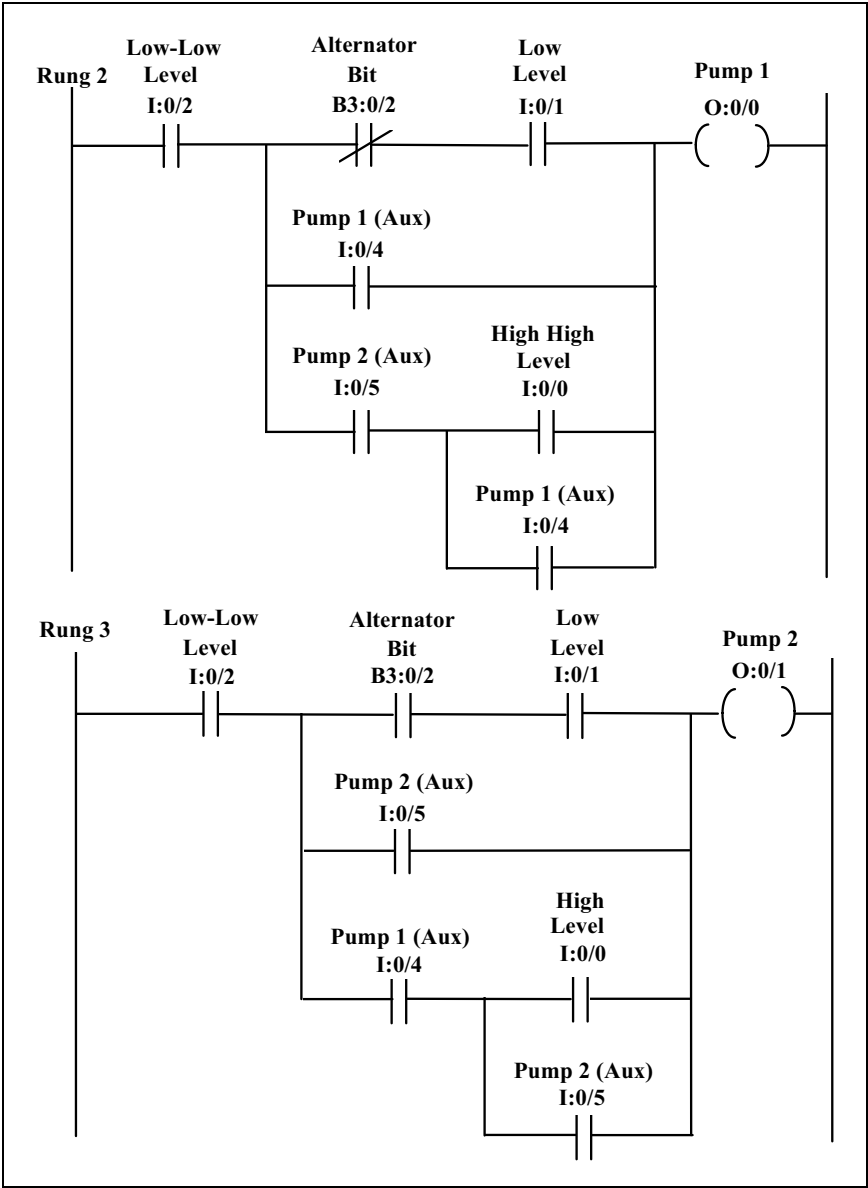 Rung 2
Low-Low
Level
I:0/2
Alternator
Bit
B3:0/2
Low
Level
I:0/1
Pump 1
O:0/0
Pump 1 (Aux)
I:0/4
Pump 2 (Aux)
I:0/5
High High
Level
I:0/0
Pump 1 (Aux)
I:0/4
Rung 3
Low-Low
Level
I:0/2
Alternator
Bit
B3:0/2
Low
Level
I:0/1
Pump 2
O:0/1
Pump 2 (Aux)
I:0/5
Pump 1 (Aux)
I:0/4
High
Level
I:0/0
Pump 2 (Aux)
I:0/5